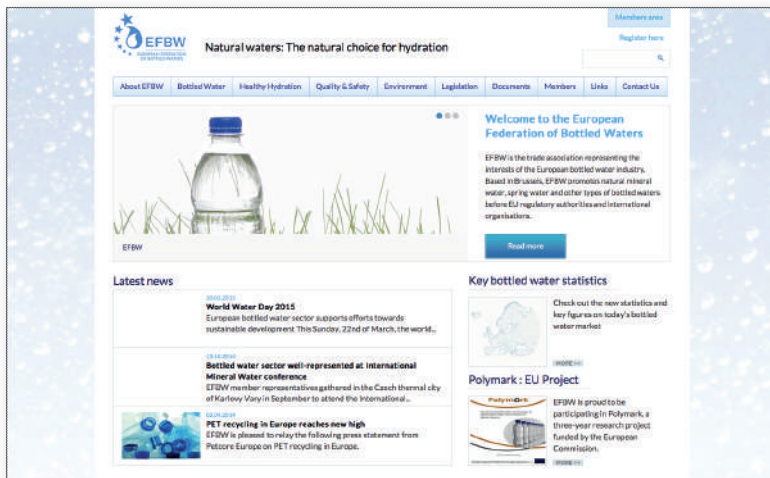 Members area
EFBW
EUROPEAN FEDERATION
OF BOTTLED WATERS
Natural waters: The natural choice for hydration
Register here
About EFBW Bottled Water Healthy Hydration Quality & Safety Environment Legislation Documents Members Links Contact Us
Welcome to the European
Federation of Bottled Waters
EFBW is the trade association representing the
interests of the European bottled water industry.
Based in Brussels, EFBW promotes natural mineral
water, spring water and other types of bottled waters
before EU regulatory authorities and international
organisations.
EFBW
Read more
Latest news
World Water Day 2015
European bottled water sector supports efforts towards
sustainable development This Sunday, 22nd of March, the world...
Bottled water sector well-represented at International
Mineral Water conference
EFBW member representatives gathered in the Czech thermal city
of Karlovy Vary in September to attend the International...
PET recycling in Europe reaches new high
EFBW is pleased to relay the following press statement from
Petcore Europe on PET recycling in Europe.
Key bottled water statistics
Check out the new statistics and
key figures on today's bottled
water market
MORE >>
Polymark : EU Project
Polymark
EFBW is proud to be
participating in Polymark, a
three-year research project
funded by the European
Commission.
MORE >>